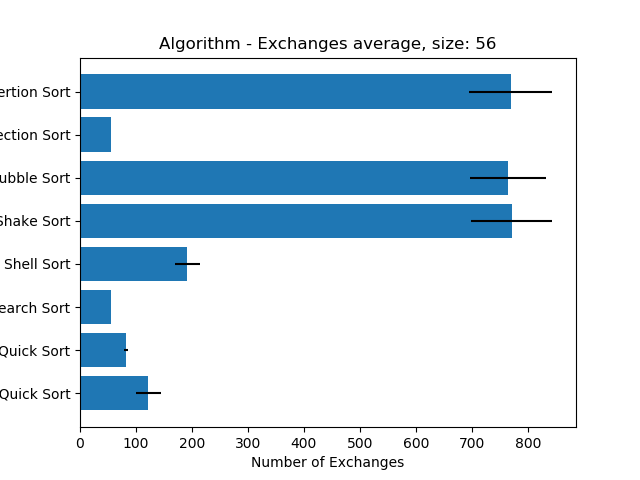 Algorithm - Exchanges average, size: 56
ertion Sort
ection Sort
ubble Sort
Shake Sort
Shell Sort
earch Sort
Quick Sort
Quick Sort
0 100 200 300 400 500 600 700 800
Number of Exchanges